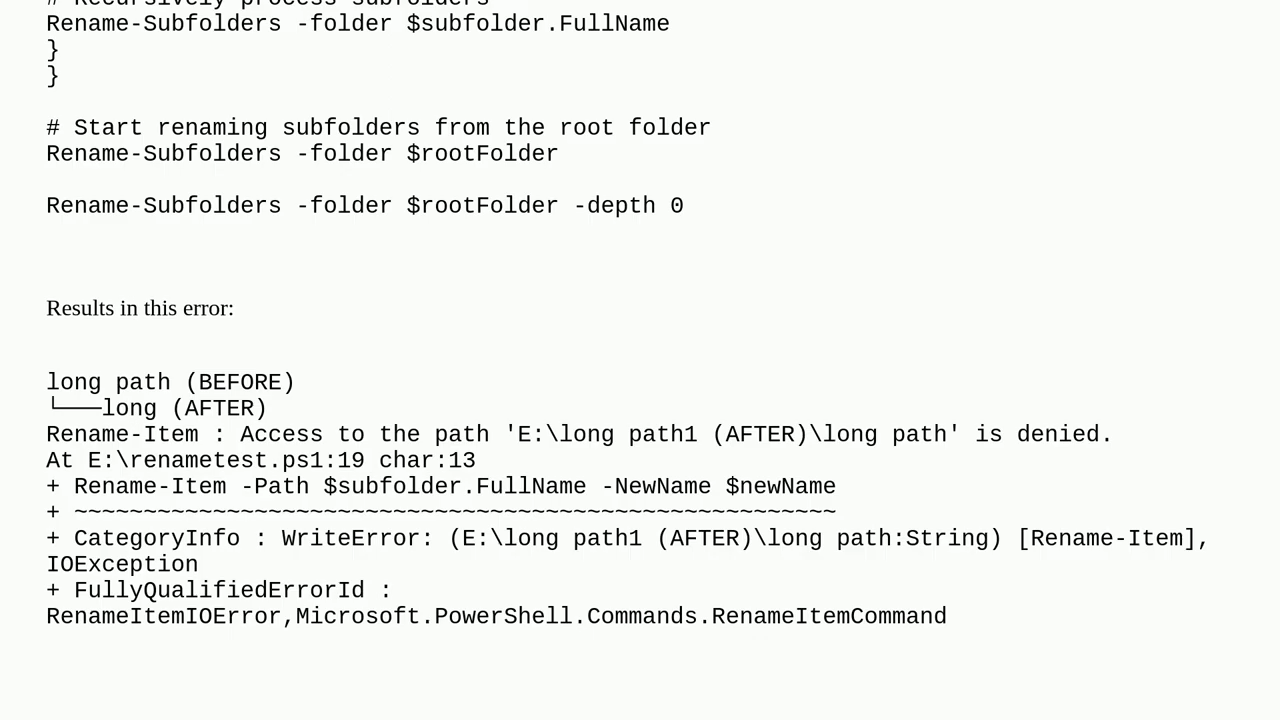 # Recursively process subfolders
Rename-Subfolders -folder $subfolder.FullName
}
}
# Start renaming subfolders from the root folder
Rename-Subfolders -folder $rootFolder
Rename-Subfolders -folder $rootFolder -depth 0
Results in this error:
long path (BEFORE)
└───long (AFTER)
Rename-Item : Access to the path 'E:\long path1 (AFTER)\long path' is denied.
At E:\renametest.ps1:19 char:13
+ Rename-Item -Path $subfolder.FullName -NewName $newName
+ ~~~~~~~~~~~~~~~~~~~~~~~~~~~~~~~~~~~~~~~~~~~~~~~~~~~~~~~
+ CategoryInfo : WriteError: (E:\long path1 (AFTER)\long path:String) [Rename-Item],
IOException
+ FullyQualifiedErrorId :
RenameItemIOError,Microsoft.PowerShell.Commands.RenameItemCommand